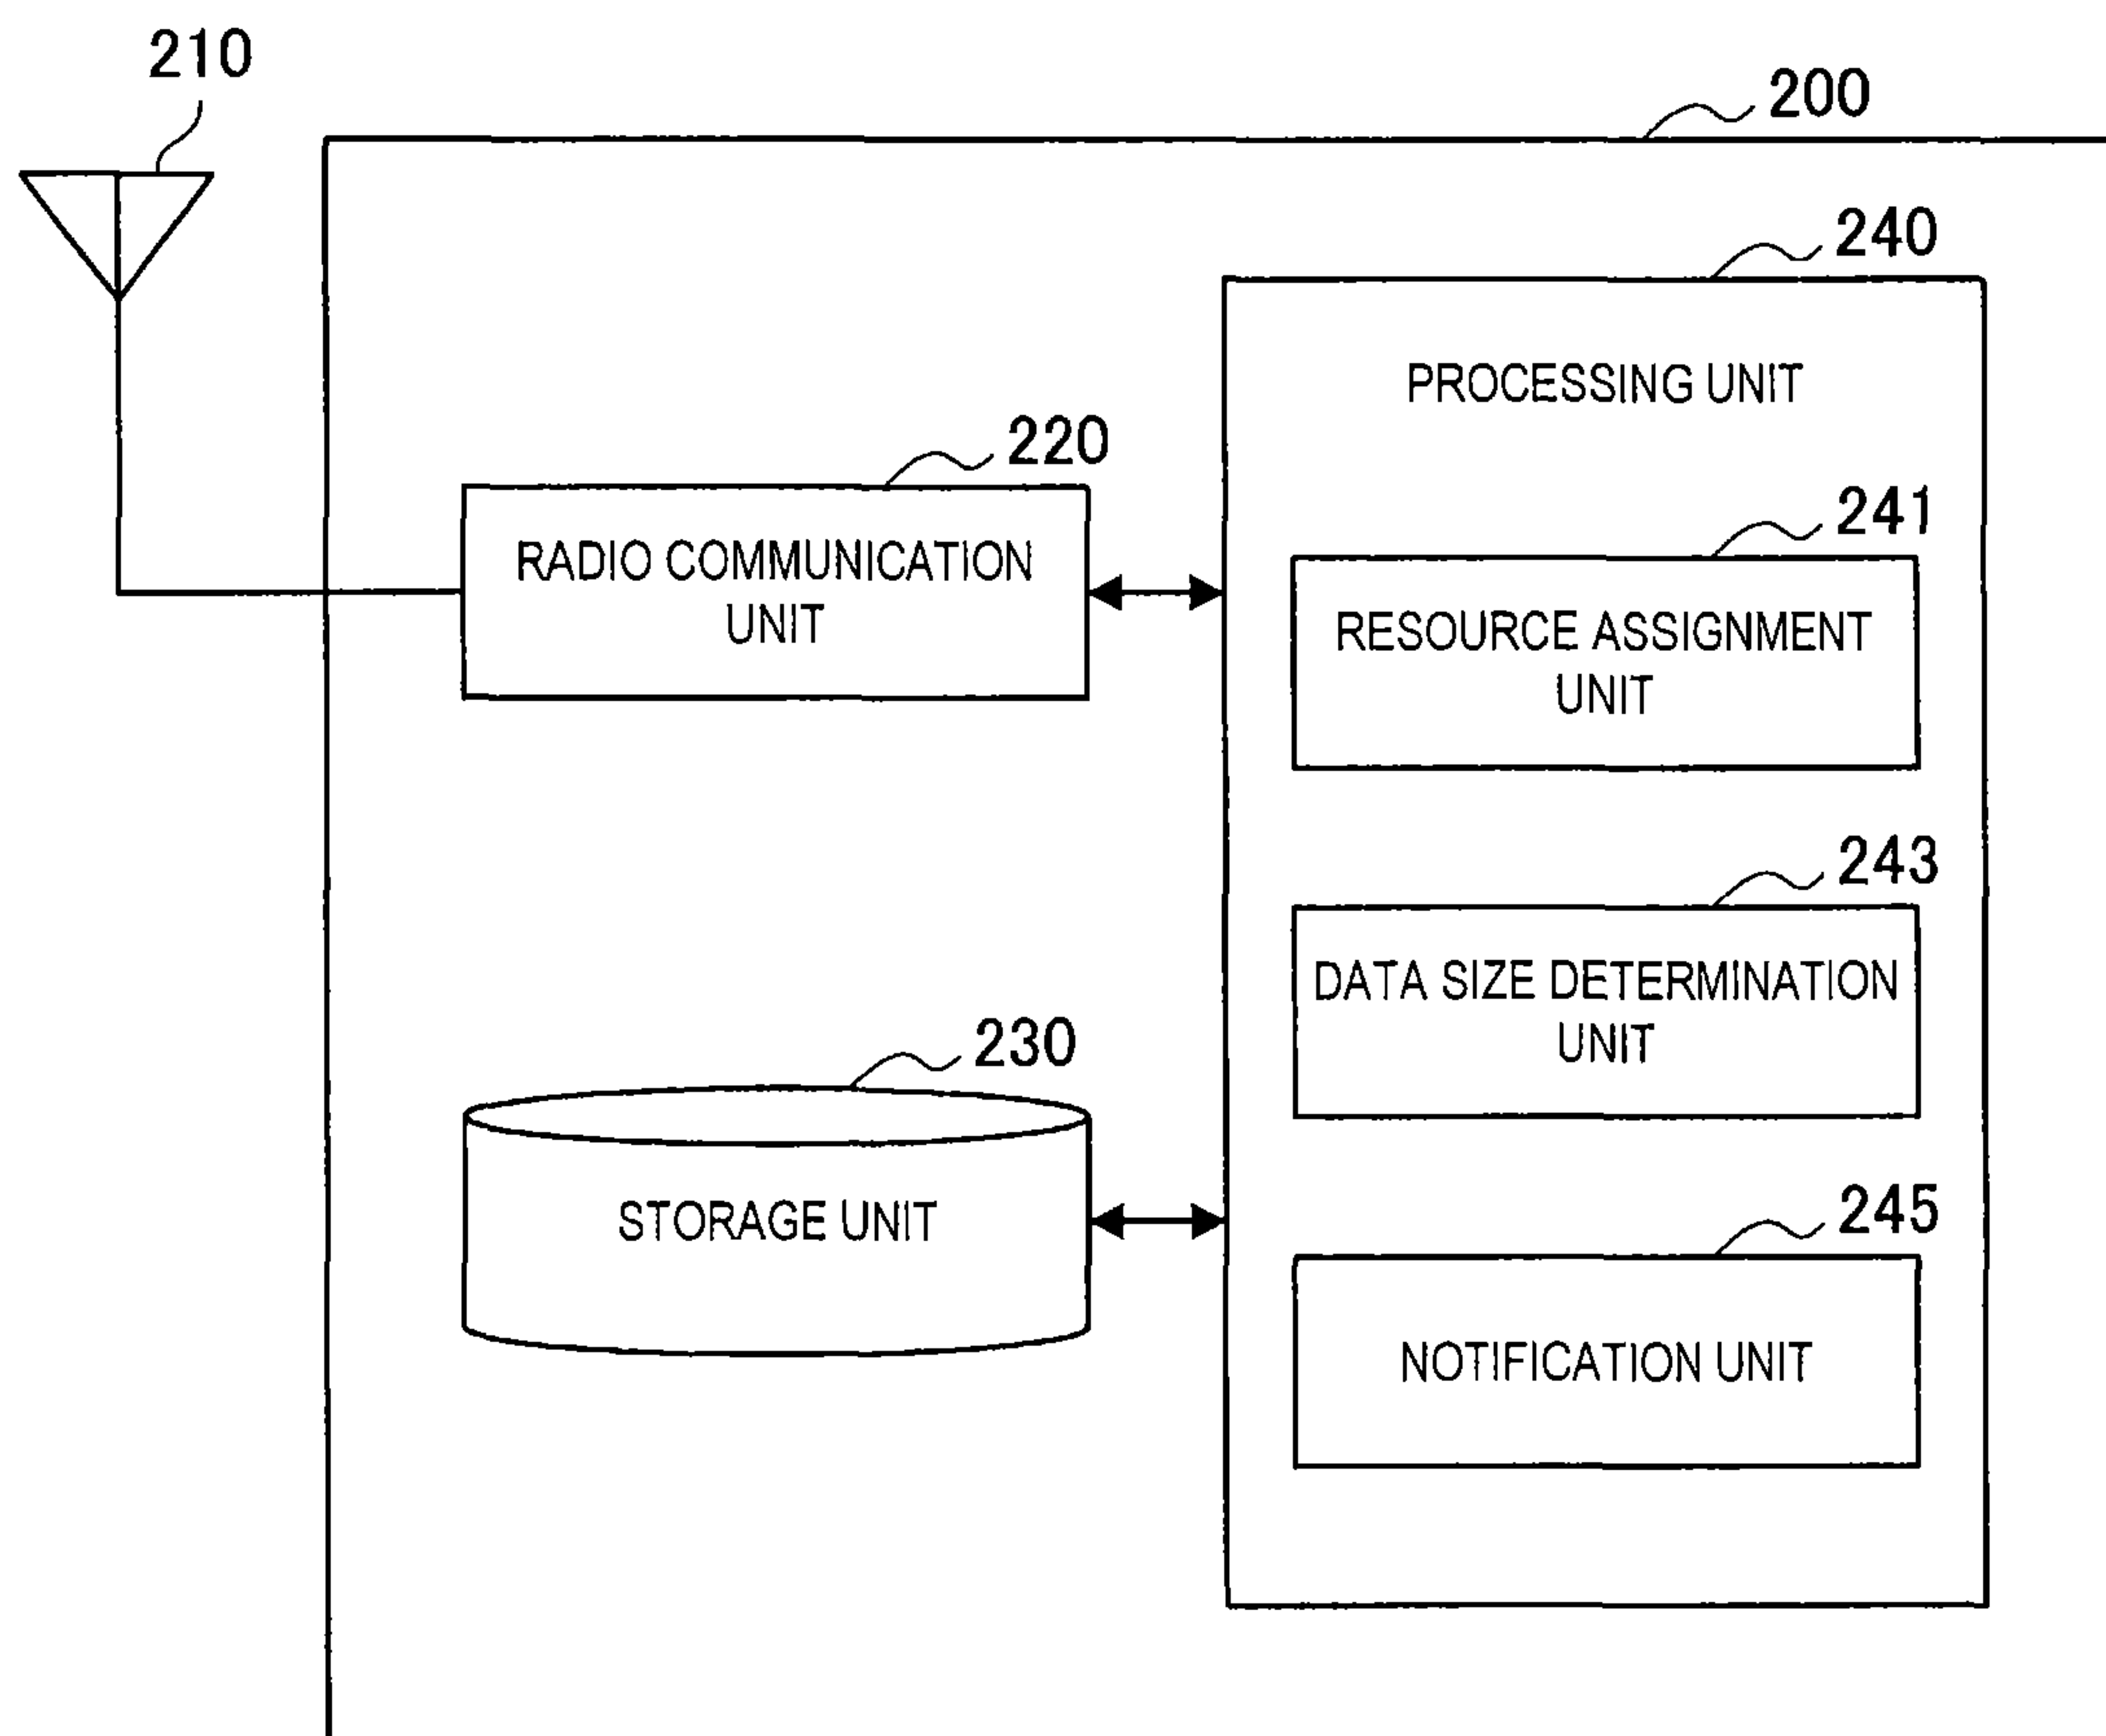 210
200
240
PROCESSING UNIT
220
RADIO COMMUNICATION
UNIT
241
RESOURCE ASSIGNMENT
UNIT
243
DATA SIZE DETERMINATION
UNIT
230
STORAGE UNIT
245
NOTIFICATION UNIT